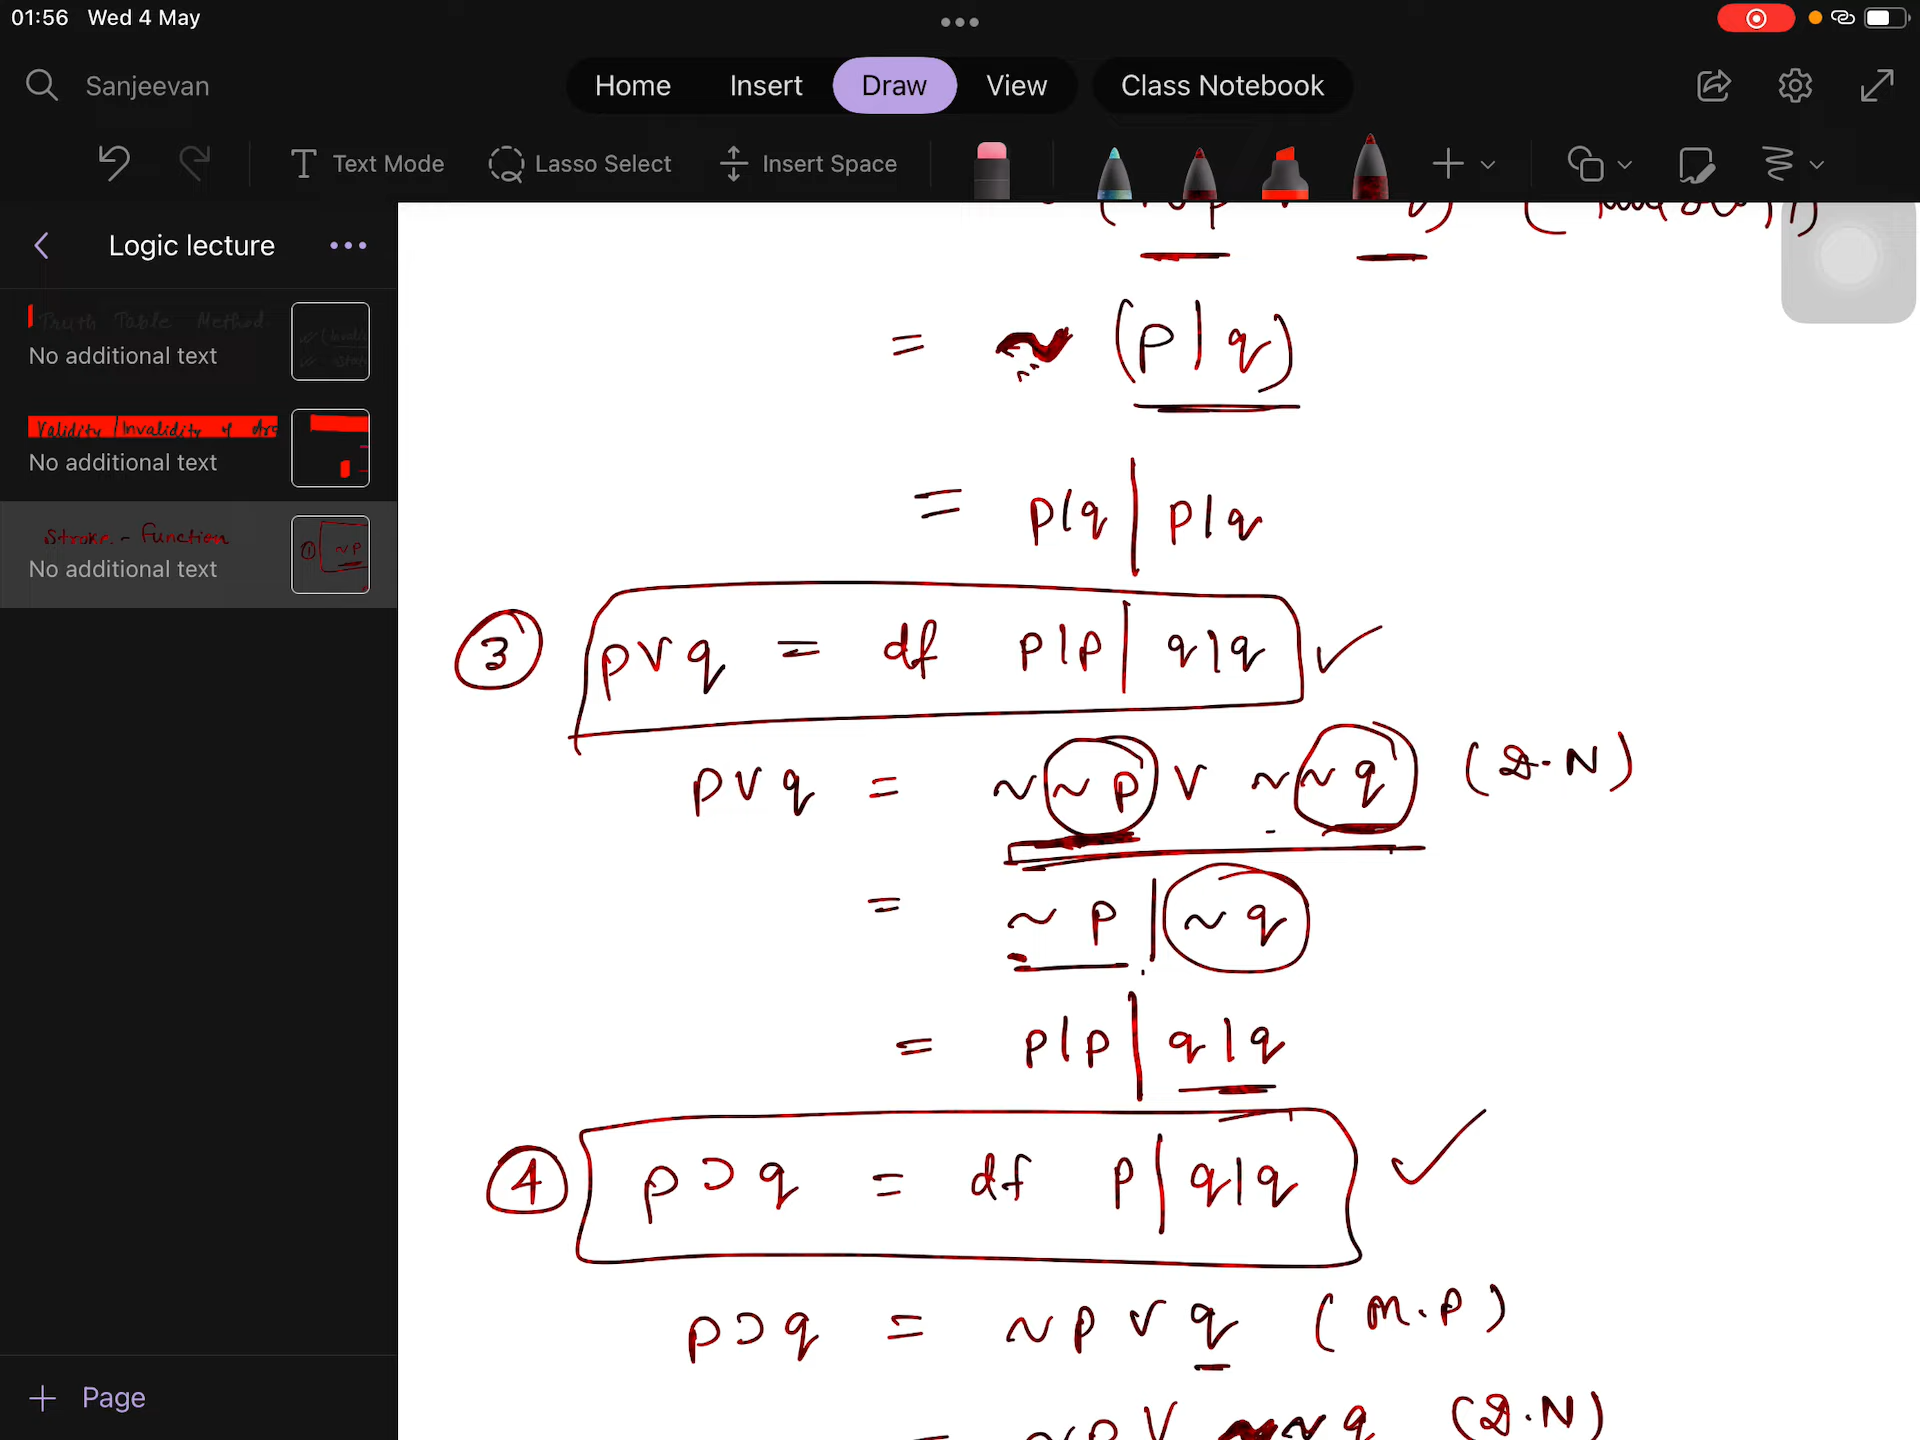 01:56 Wed 4 May
Sanjeevan
Home Insert Draw View Class Notebook
Text Mode Lasso Select Insert Space
Logic lecture
Truth Table Method
No additional text
Validity / Invalidity of
No additional text
Stroke - Function
No additional text
Page
= ~ (p | q)
= p|q | p|q
③ p v q = df p|p | q|q ✓
p v q = ~~p v ~~q (D.N)
= ~p | ~q
= p|p | q|q
④ p ⊃ q = df p | q|q ✓
p ⊃ q = ~p v q (M.P)
= ~p v ~~q (D.N)